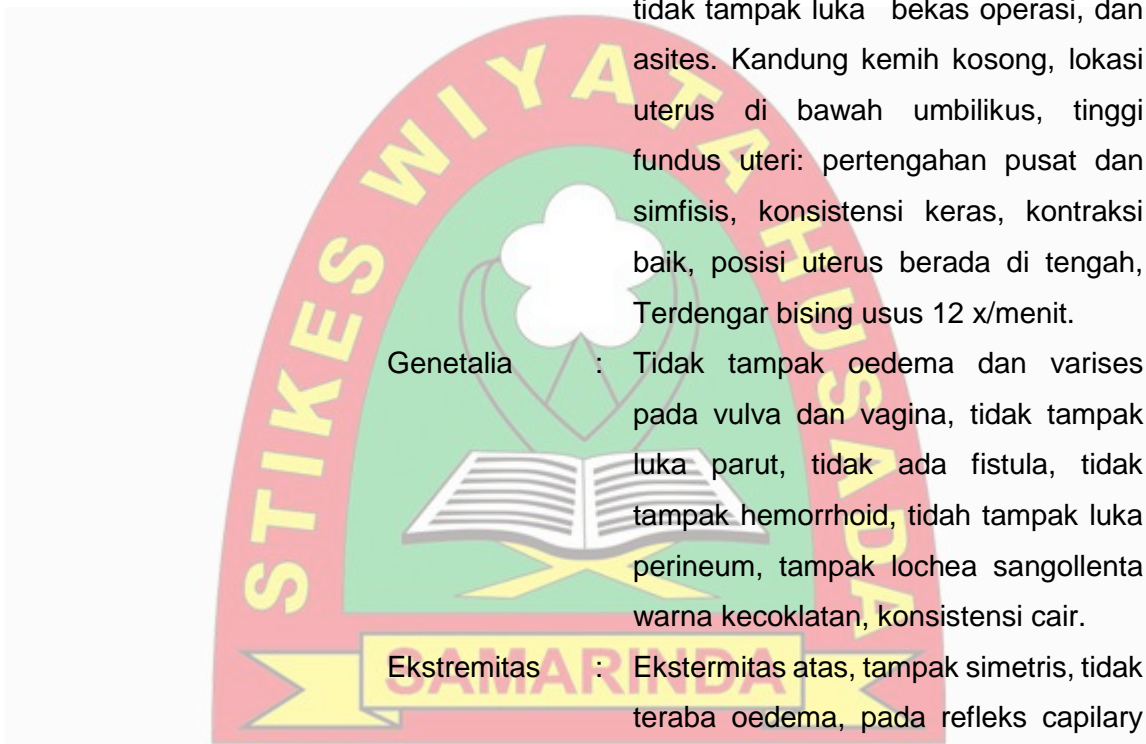 tidak tampak luka bekas operasi, dan
asites. Kandung kemih kosong, lokasi
uterus di bawah umbilikus, tinggi
fundus uteri: pertengahan pusat dan
simfisis, konsistensi keras, kontraksi
baik, posisi uterus berada di tengah,
Terdengar bising usus 12 x/menit.
Genetalia : Tidak tampak oedema dan varises
pada vulva dan vagina, tidak tampak
luka parut, tidak ada fistula, tidak
tampak hemorrhoid, tidah tampak luka
perineum, tampak lochea sangollenta
warna kecoklatan, konsistensi cair.
Ekstremitas : Ekstermitas atas, tampak simetris, tidak
teraba oedema, pada refleks capilary
STIKES WIYATA HUSADA
SAMARINDA